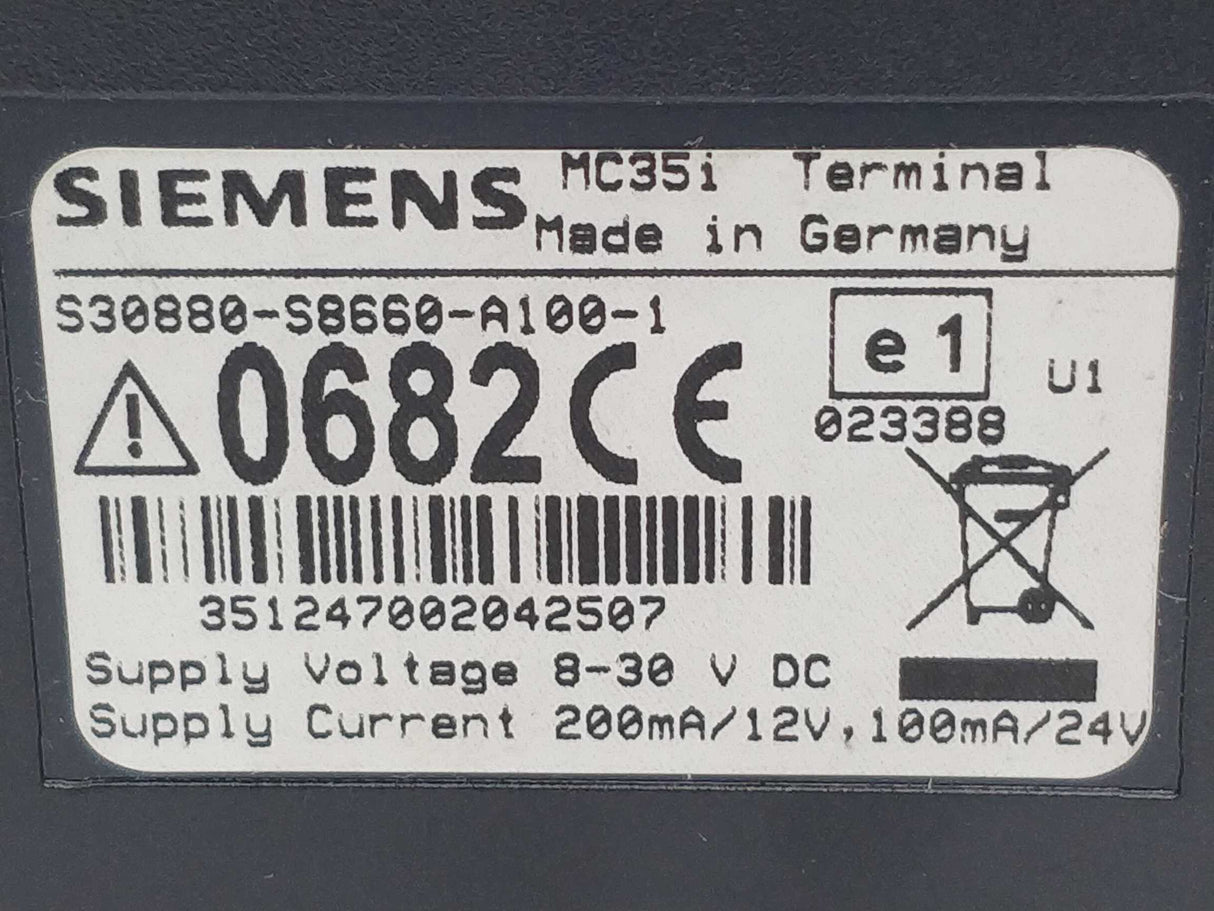 SIEMENS MC35i Terminal
Made in Germany
S30880-S8660-A100-1
e1
U1
0682 CE
023388
351247002042507
Supply Voltage 8-30 V DC
Supply Current 200mA/12V,100mA/24V